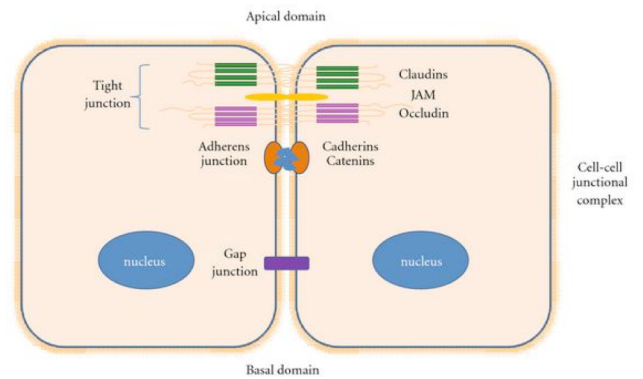 Apical domain
Tight
junction
Claudins
JAM
Occludin
Adherens
junction
Cadherins
Catenins
Cell-cell
junctional
complex
nucleus
Gap
junction
nucleus
Basal domain